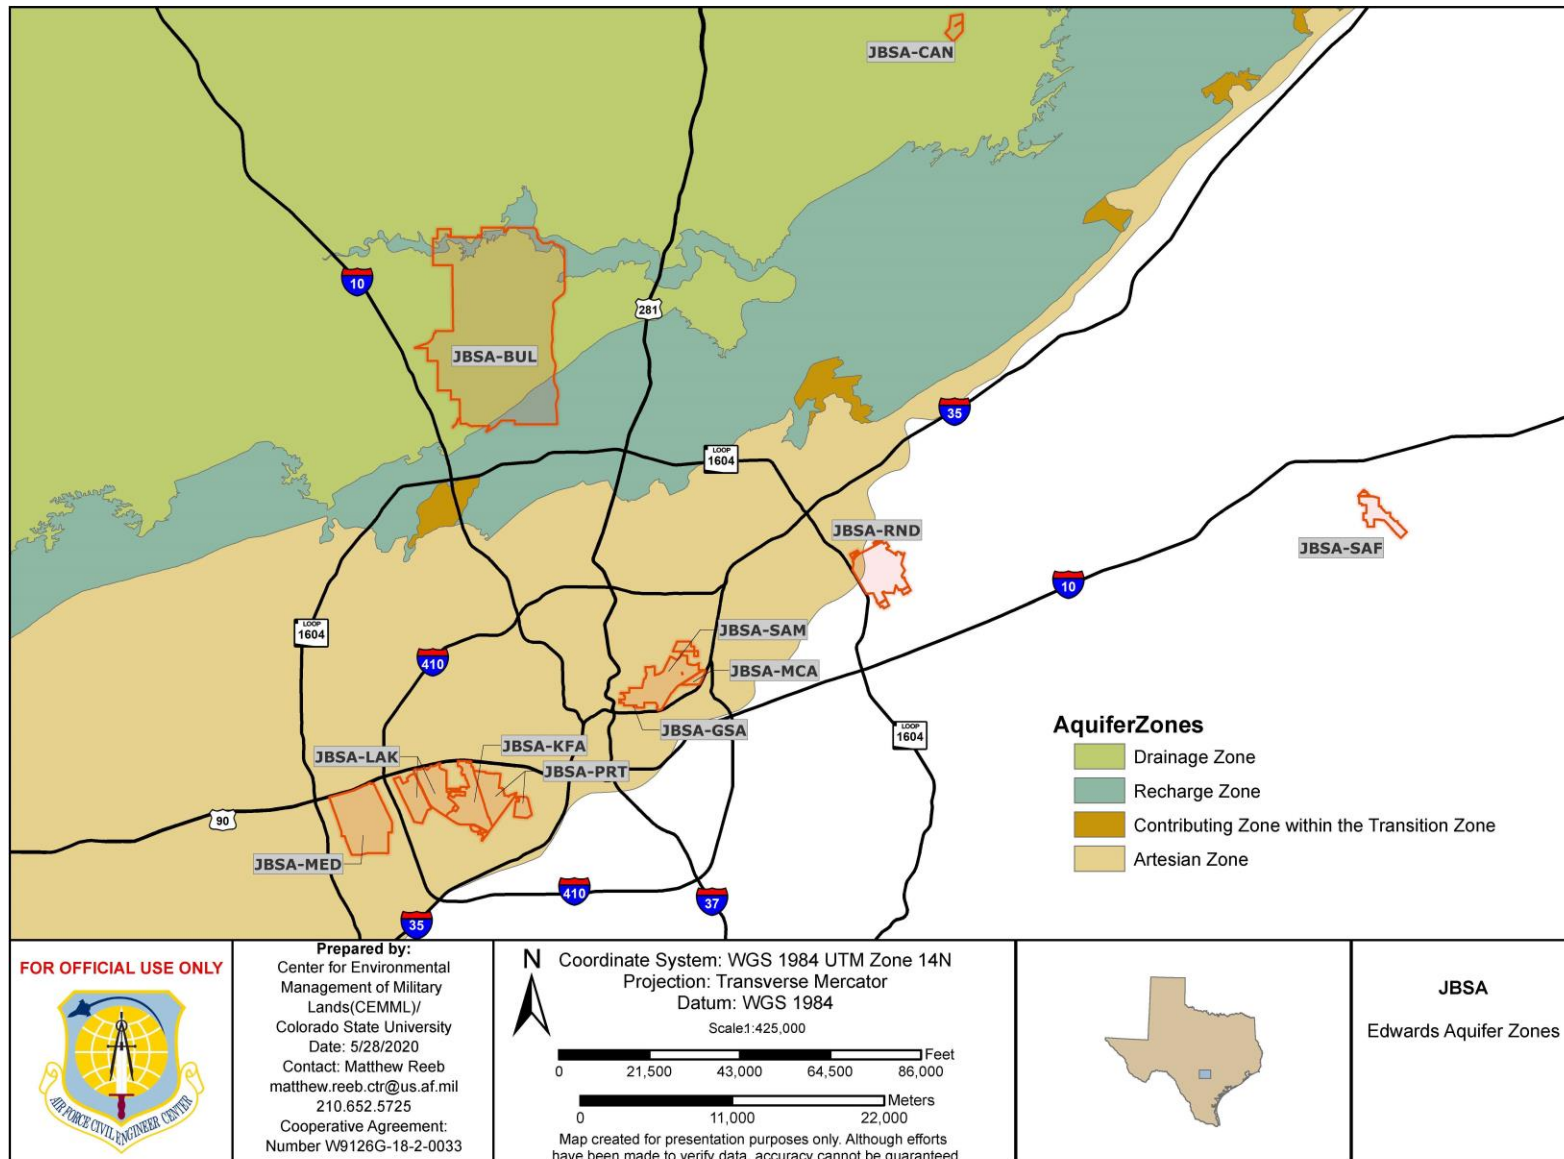 JBSA-CAN
10
281
JBSA-BUL
35
LOOP
1604
JBSA-RND
JBSA-SAF
10
LOOP
1604
JBSA-SAM
410
JBSA-MCA
JBSA-GSA
LOOP
1604
JBSA-KFA
JBSA-LAK
JBSA-PRT
90
JBSA-MED
410
37
35
AquiferZones
Drainage Zone
Recharge Zone
Contributing Zone within the Transition Zone
Artesian Zone
FOR OFFICIAL USE ONLY
AIR FORCE CIVIL ENGINEER CENTER
Prepared by:
Center for Environmental
Management of Military
Lands(CEMML)/
Colorado State University
Date: 5/28/2020
Contact: Matthew Reeb
matthew.reeb.ctr@us.af.mil
210.652.5725
Cooperative Agreement:
Number W9126G-18-2-0033
N
Coordinate System: WGS 1984 UTM Zone 14N
Projection: Transverse Mercator
Datum: WGS 1984
Scale1:425,000
Feet
0 21,500 43,000 64,500 86,000
Meters
0 11,000 22,000
Map created for presentation purposes only. Although efforts
have been made to verify data, accuracy cannot be guaranteed
JBSA
Edwards Aquifer Zones